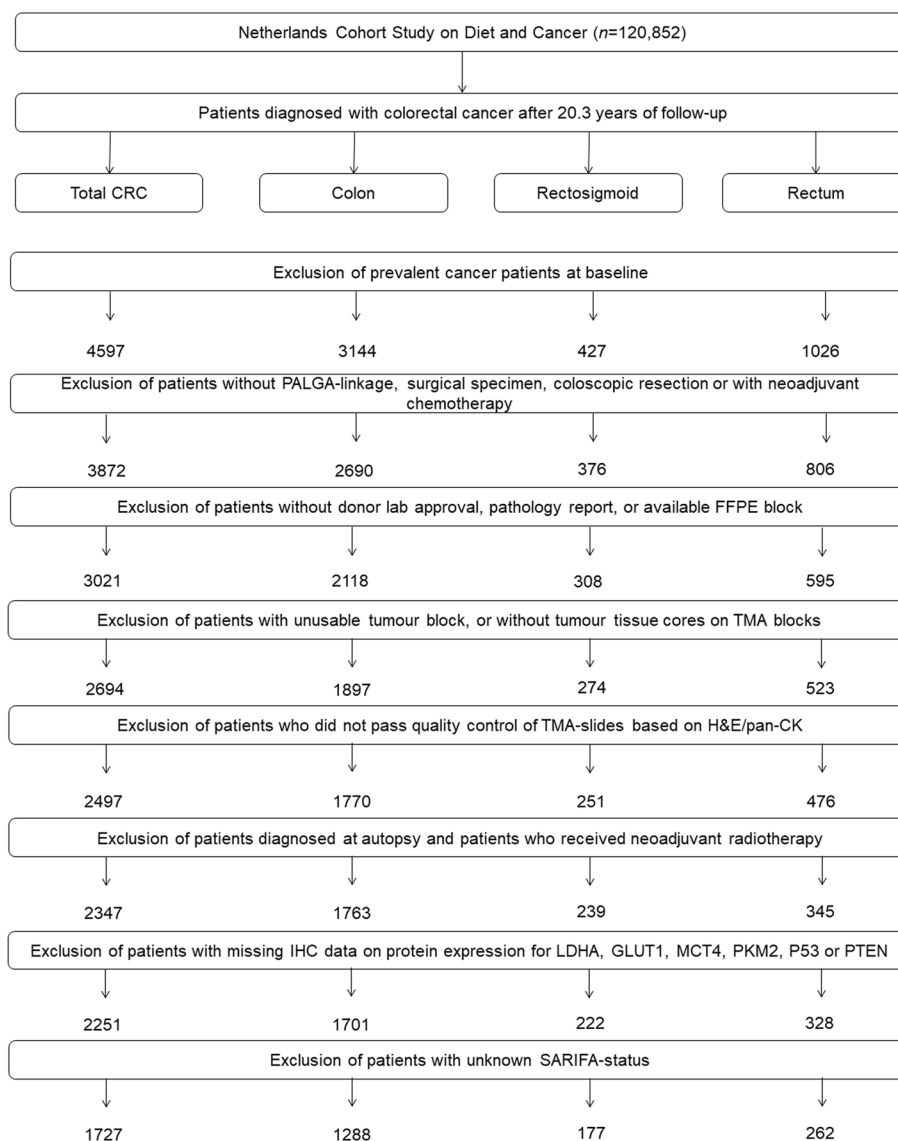 Netherlands Cohort Study on Diet and Cancer (n=120,852)
Patients diagnosed with colorectal cancer after 20.3 years of follow-up
Total CRC Colon Rectosigmoid Rectum
Exclusion of prevalent cancer patients at baseline
4597 3144 427 1026
Exclusion of patients without PALGA-linkage, surgical specimen, coloscopic resection or with neoadjuvant
chemotherapy
3872 2690 376 806
Exclusion of patients without donor lab approval, pathology report, or available FFPE block
3021 2118 308 595
Exclusion of patients with unusable tumour block, or without tumour tissue cores on TMA blocks
2694 1897 274 523
Exclusion of patients who did not pass quality control of TMA-slides based on H&E/pan-CK
2497 1770 251 476
Exclusion of patients diagnosed at autopsy and patients who received neoadjuvant radiotherapy
2347 1763 239 345
Exclusion of patients with missing IHC data on protein expression for LDHA, GLUT1, MCT4, PKM2, P53 or PTEN
2251 1701 222 328
Exclusion of patients with unknown SARIFA-status
1727 1288 177 262